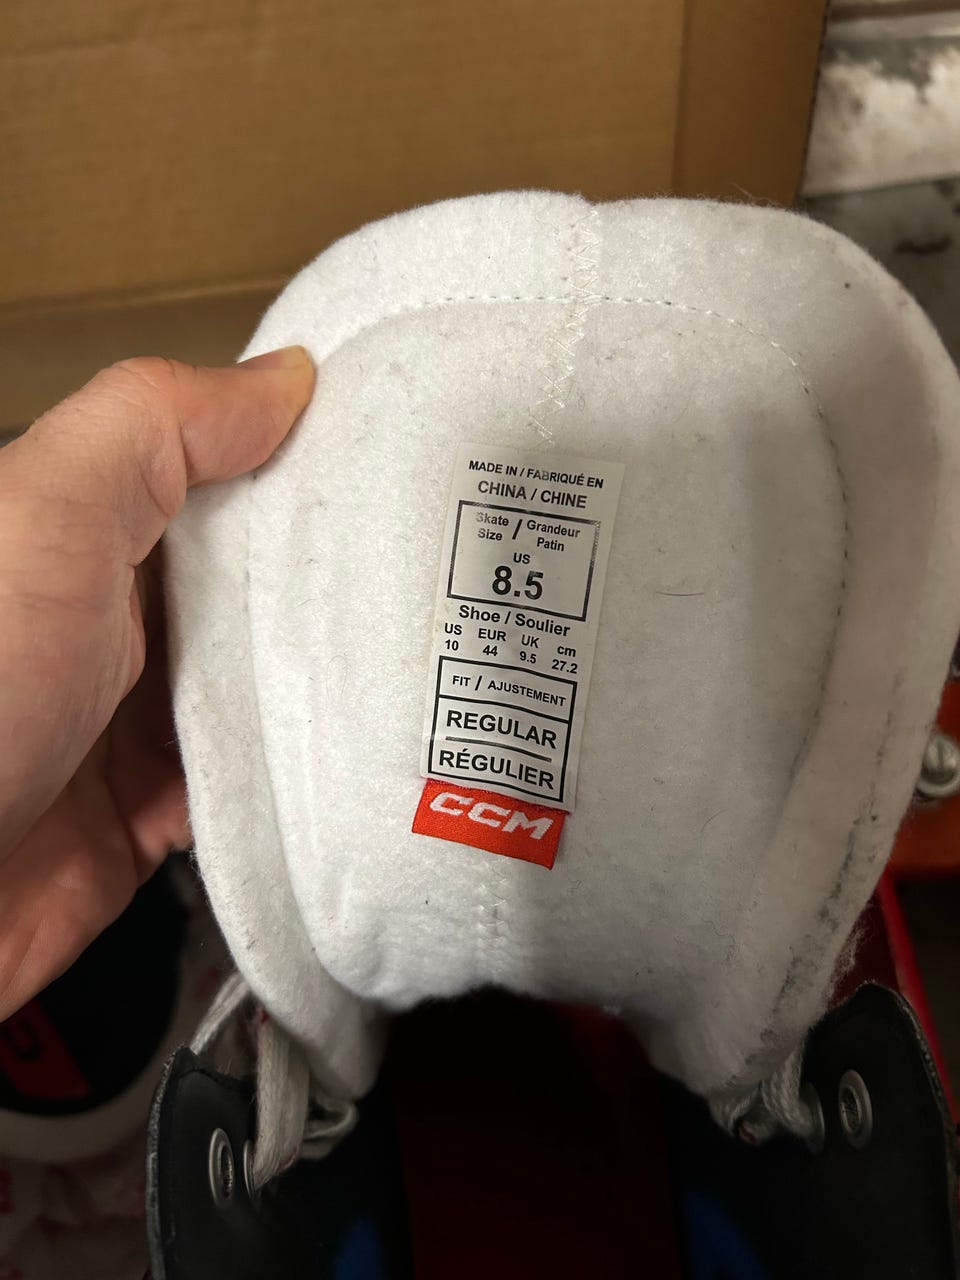 MADE IN / FABRIQUÉ EN
CHINA / CHINE
Skate Size / Grandeur Patin
US
8.5
Shoe / Soulier
US EUR UK cm
10 44 9.5 27.2
FIT / AJUSTEMENT
REGULAR
RÉGULIER
CCM